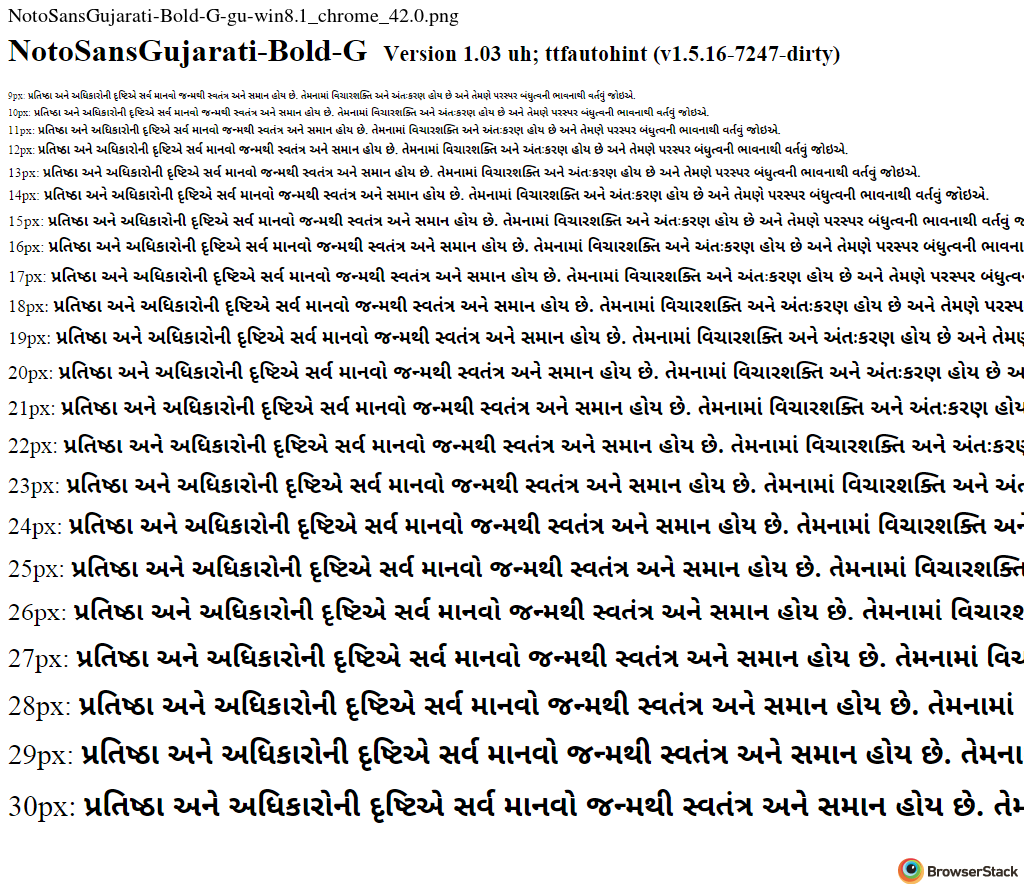 NotoSansGujarati-Bold-G-gu-win8.1_chrome_42.0.png
NotoSansGujarati-Bold-G Version 1.03 uh; ttfautohint (v1.5.16-7247-dirty)
9px: પ્રતિષ્ઠા અને અધિકારોની દૃષ્ટિએ સર્વ માનવો જન્મથી સ્વતંત્ર અને સમાન હોય છે. તેમનામાં વિચારશક્તિ અને અંતઃકરણ હોય છે અને તેમણે પરસ્પર બંધુત્વની ભાવનાથી વર્તવું જોઇએ.
10px: પ્રતિષ્ઠા અને અધિકારોની દૃષ્ટિએ સર્વ માનવો જન્મથી સ્વતંત્ર અને સમાન હોય છે. તેમનામાં વિચારશક્તિ અને અંતઃકરણ હોય છે અને તેમણે પરસ્પર બંધુત્વની ભાવનાથી વર્તવું જોઇએ.
11px: પ્રતિષ્ઠા અને અધિકારોની દૃષ્ટિએ સર્વ માનવો જન્મથી સ્વતંત્ર અને સમાન હોય છે. તેમનામાં વિચારશક્તિ અને અંતઃકરણ હોય છે અને તેમણે પરસ્પર બંધુત્વની ભાવનાથી વર્તવું જોઇએ.
12px: પ્રતિષ્ઠા અને અધિકારોની દૃષ્ટિએ સર્વ માનવો જન્મથી સ્વતંત્ર અને સમાન હોય છે. તેમનામાં વિચારશક્તિ અને અંતઃકરણ હોય છે અને તેમણે પરસ્પર બંધુત્વની ભાવનાથી વર્તવું જોઇએ.
13px: પ્રતિષ્ઠા અને અધિકારોની દૃષ્ટિએ સર્વ માનવો જન્મથી સ્વતંત્ર અને સમાન હોય છે. તેમનામાં વિચારશક્તિ અને અંતઃકરણ હોય છે અને તેમણે પરસ્પર બંધુત્વની ભાવનાથી વર્તવું જોઇએ.
14px: પ્રતિષ્ઠા અને અધિકારોની દૃષ્ટિએ સર્વ માનવો જન્મથી સ્વતંત્ર અને સમાન હોય છે. તેમનામાં વિચારશક્તિ અને અંતઃકરણ હોય છે અને તેમણે પરસ્પર બંધુત્વની ભાવનાથી વર્તવું જોઇએ.
15px: પ્રતિષ્ઠા અને અધિકારોની દૃષ્ટિએ સર્વ માનવો જન્મથી સ્વતંત્ર અને સમાન હોય છે. તેમનામાં વિચારશક્તિ અને અંતઃકરણ હોય છે અને તેમણે પરસ્પર બંધુત્વની ભાવનાથી વર્તવું
16px: પ્રતિષ્ઠા અને અધિકારોની દૃષ્ટિએ સર્વ માનવો જન્મથી સ્વતંત્ર અને સમાન હોય છે. તેમનામાં વિચારશક્તિ અને અંતઃકરણ હોય છે અને તેમણે પરસ્પર બંધુત્વની ભાવના
17px: પ્રતિષ્ઠા અને અધિકારોની દૃષ્ટિએ સર્વ માનવો જન્મથી સ્વતંત્ર અને સમાન હોય છે. તેમનામાં વિચારશક્તિ અને અંતઃકરણ હોય છે અને તેમણે પરસ્પર
18px: પ્રતિષ્ઠા અને અધિકારોની દૃષ્ટિએ સર્વ માનવો જન્મથી સ્વતંત્ર અને સમાન હોય છે. તેમનામાં વિચારશક્તિ અને અંતઃકરણ હોય છે અને તેમણે
19px: પ્રતિષ્ઠા અને અધિકારોની દૃષ્ટિએ સર્વ માનવો જન્મથી સ્વતંત્ર અને સમાન હોય છે. તેમનામાં વિચારશક્તિ અને અંતઃકરણ હોય છે અને
20px: પ્રતિષ્ઠા અને અધિકારોની દૃષ્ટિએ સર્વ માનવો જન્મથી સ્વતંત્ર અને સમાન હોય છે. તેમનામાં વિચારશક્તિ અને અંતઃકરણ હોય છે
21px: પ્રતિષ્ઠા અને અધિકારોની દૃષ્ટિએ સર્વ માનવો જન્મથી સ્વતંત્ર અને સમાન હોય છે. તેમનામાં વિચારશક્તિ અને અંતઃકરણ હોય
22px: પ્રતિષ્ઠા અને અધિકારોની દૃષ્ટિએ સર્વ માનવો જન્મથી સ્વતંત્ર અને સમાન હોય છે. તેમનામાં વિચારશક્તિ અને
23px: પ્રતિષ્ઠા અને અધિકારોની દૃષ્ટિએ સર્વ માનવો જન્મથી સ્વતંત્ર અને સમાન હોય છે. તેમનામાં વિચારશક્તિ અને
24px: પ્રતિષ્ઠા અને અધિકારોની દૃષ્ટિએ સર્વ માનવો જન્મથી સ્વતંત્ર અને સમાન હોય છે. તેમનામાં વિચારશક્તિ
25px: પ્રતિષ્ઠા અને અધિકારોની દૃષ્ટિએ સર્વ માનવો જન્મથી સ્વતંત્ર અને સમાન હોય છે. તેમનામાં વિચારશક્તિ
26px: પ્રતિષ્ઠા અને અધિકારોની દૃષ્ટિએ સર્વ માનવો જન્મથી સ્વતંત્ર અને સમાન હોય છે. તેમનામાં વિચારશ
27px: પ્રતિષ્ઠા અને અધિકારોની દૃષ્ટિએ સર્વ માનવો જન્મથી સ્વતંત્ર અને સમાન હોય છે. તેમનામાં
28px: પ્રતિષ્ઠા અને અધિકારોની દૃષ્ટિએ સર્વ માનવો જન્મથી સ્વતંત્ર અને સમાન હોય છે. તેમનામાં
29px: પ્રતિષ્ઠા અને અધિકારોની દૃષ્ટિએ સર્વ માનવો જન્મથી સ્વતંત્ર અને સમાન હોય છે. તેમના
30px: પ્રતિષ્ઠા અને અધિકારોની દૃષ્ટિએ સર્વ માનવો જન્મથી સ્વતંત્ર અને સમાન હોય છે. તેમ
BrowserStack